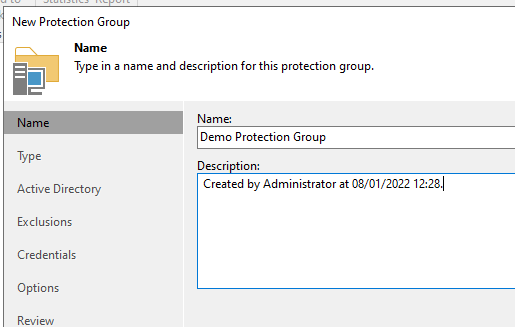 Statistics Report
New Protection Group
Name
Type in a name and description for this protection group.
Name
Name:
Demo Protection Group
Type
Description:
Created by Administrator at 08/01/2022 12:28.
Active Directory
Exclusions
Credentials
Options
Review